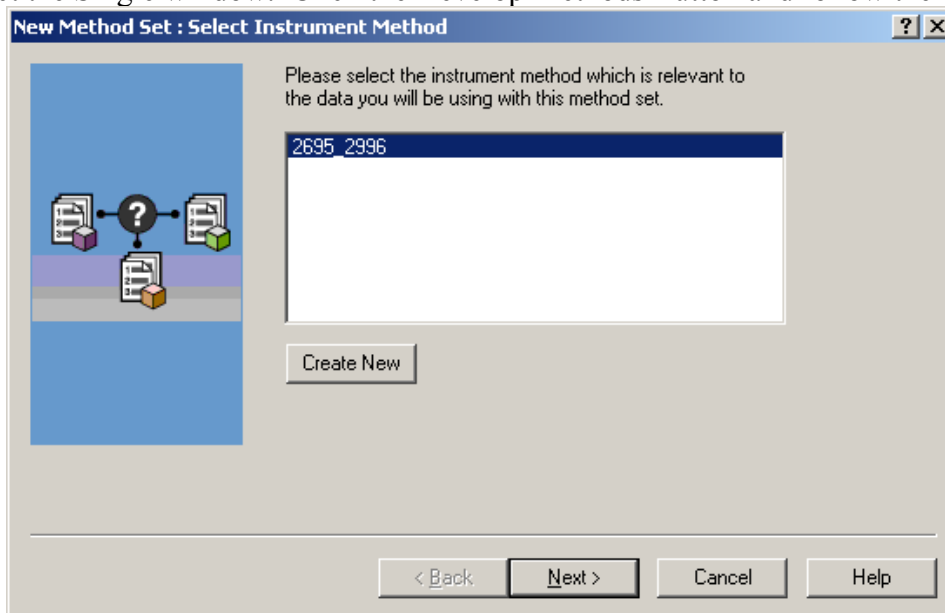 New Method Set : Select Instrument Method
Please select the instrument method which is relevant to
the data you will be using with this method set.
2695_2996
Create New
< Back Next > Cancel Help